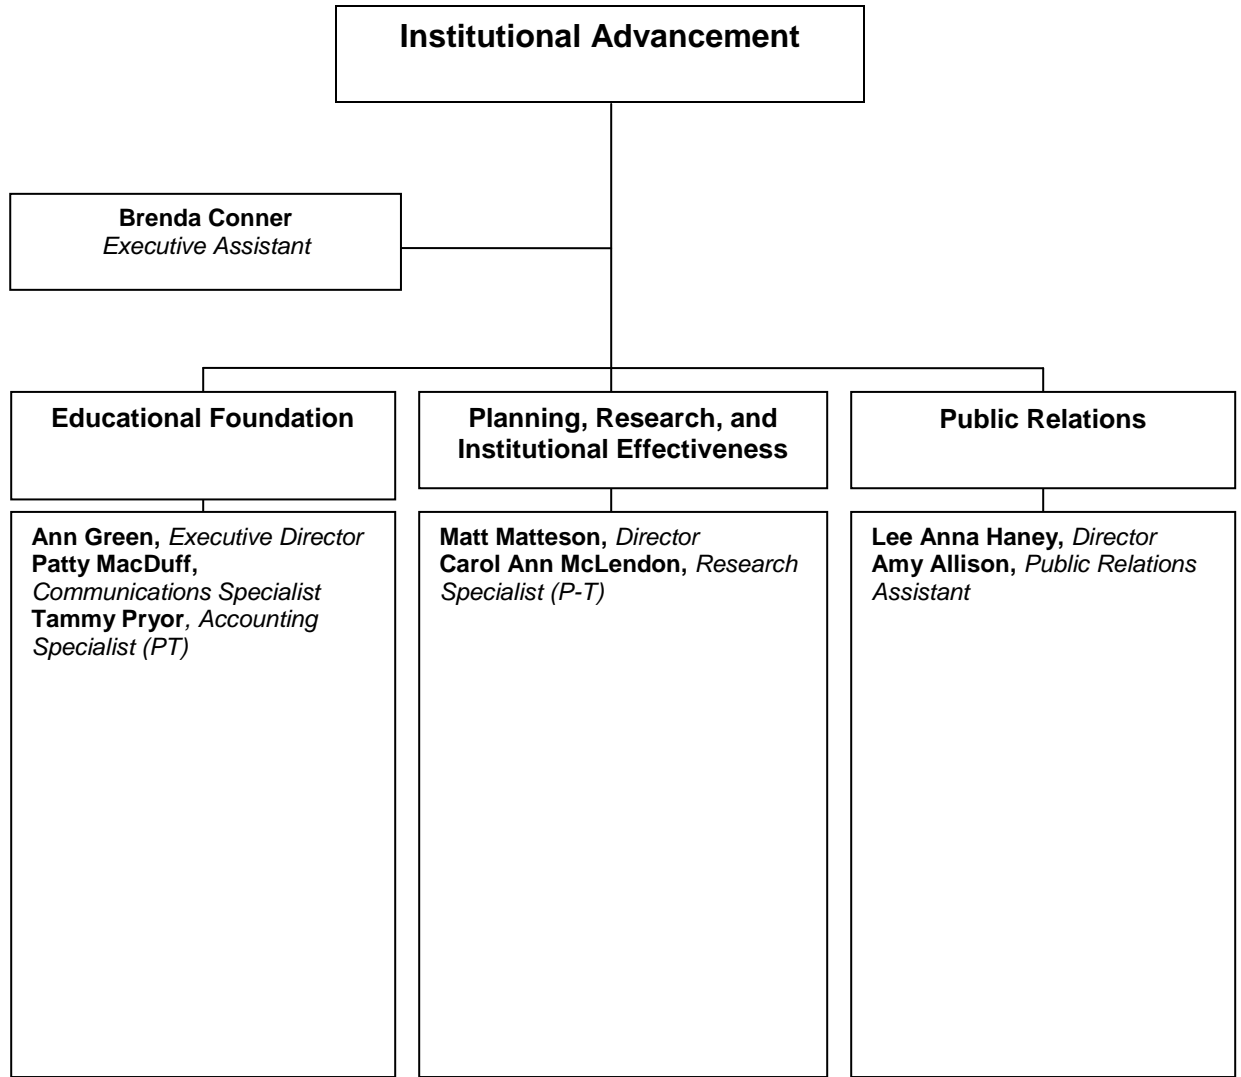 Institutional Advancement
Brenda Conner
Executive Assistant
Educational Foundation
Ann Green, Executive Director
Patty MacDuff,
Communications Specialist
Tammy Pryor, Accounting
Specialist (PT)
Planning, Research, and
Institutional Effectiveness
Matt Matteson, Director
Carol Ann McLendon, Research
Specialist (P-T)
Public Relations
Lee Anna Haney, Director
Amy Allison, Public Relations
Assistant